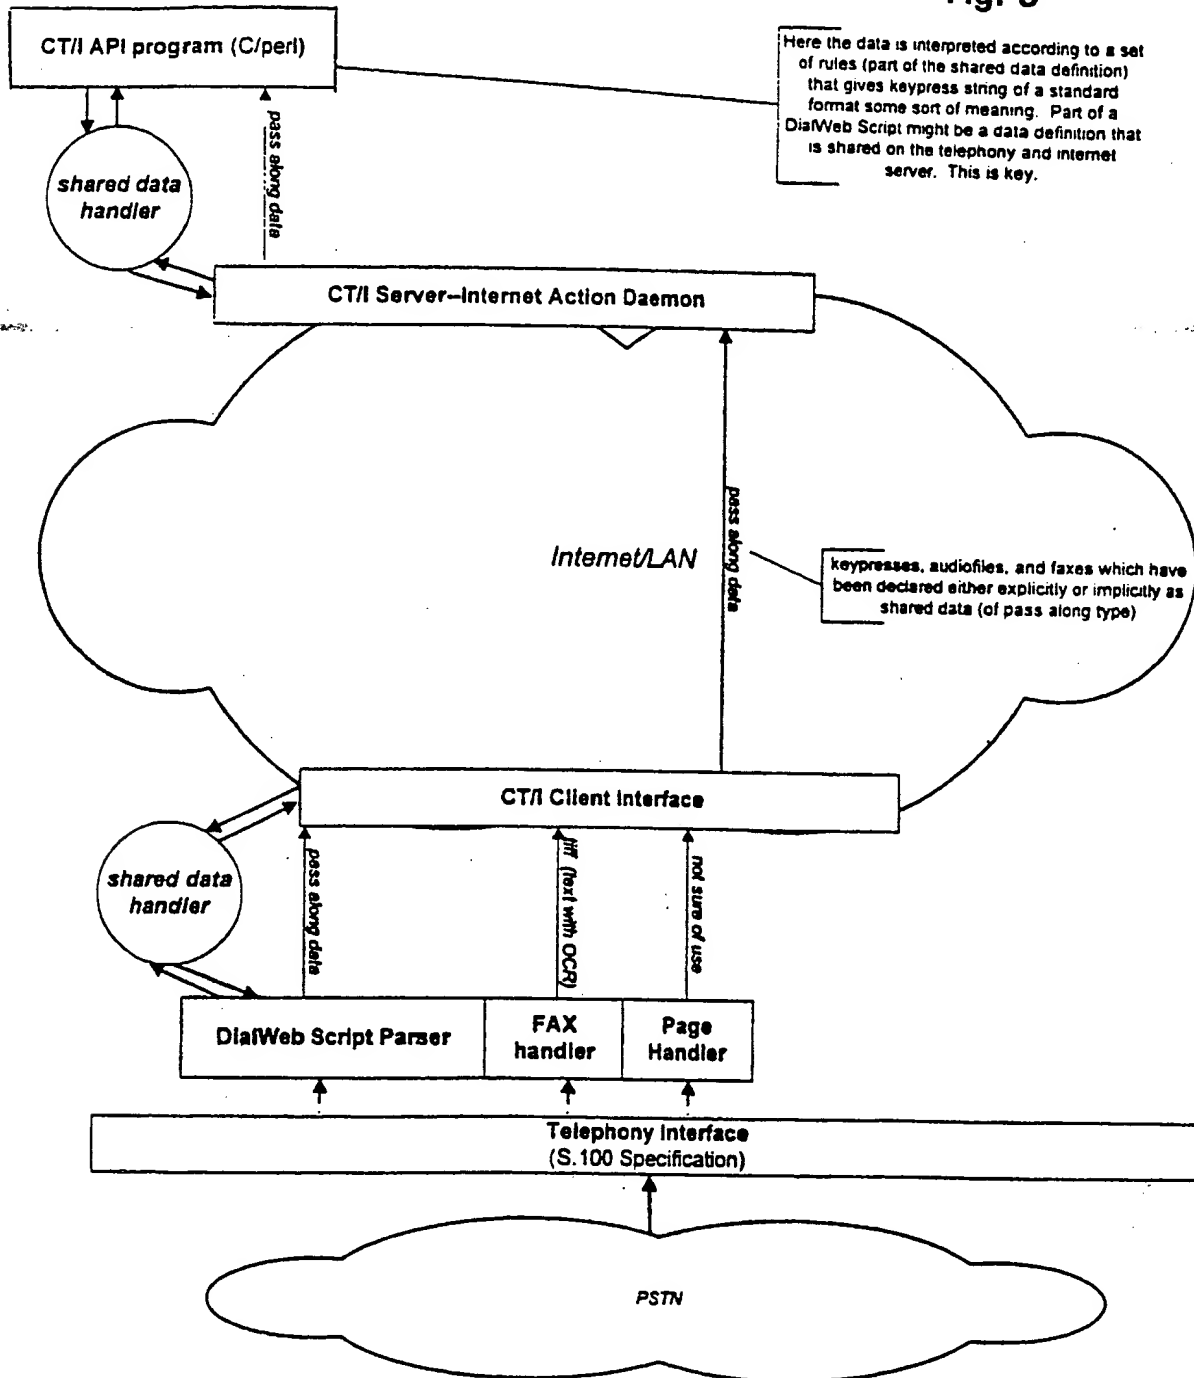 CT/I API program (C/perl)
Here the data is interpreted according to a set
of rules (part of the shared data definition)
that gives keypress string of a standard
format some sort of meaning. Part of a
DialWeb Script might be a data definition that
is shared on the telephony and internet
server. This is key.
pass along data
shared data
handler
CT/I Server–Internet Action Daemon
pass along data
Internet/LAN
keypresses, audiofiles, and faxes which have
been declared either explicitly or implicitly as
shared data (of pass along type)
CT/I Client Interface
shared data
handler
pass along data
(text with OCR)
not sure of use
DialWeb Script Parser
FAX
handler
Page
Handler
Telephony Interface
(S.100 Specification)
PSTN